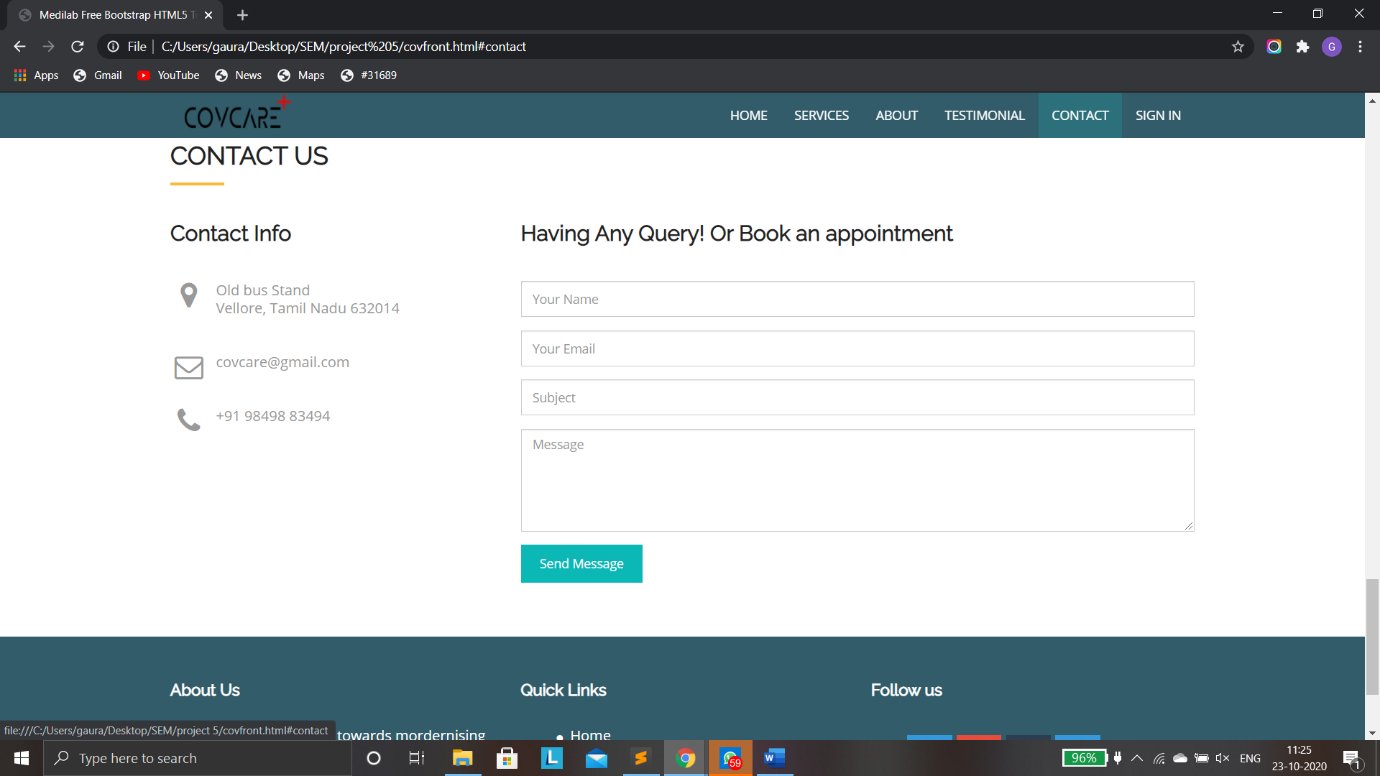 Medilab Free Bootstrap HTML5 T
File | C:/Users/gaura/Desktop/SEM/project%205/covfront.html#contact
G
Apps Gmail YouTube News Maps #31689
COVCARE HOME SERVICES ABOUT TESTIMONIAL CONTACT SIGN IN
CONTACT US
Contact Info
Old bus Stand
Vellore, Tamil Nadu 632014
covcare@gmail.com
+91 98498 83494
Having Any Query! Or Book an appointment
Your Name
Your Email
Subject
Message
Send Message
About Us Quick Links Follow us
towards mordernising Home
file:///C:/Users/gaura/Desktop/SEM/project 5/covfront.html#contact
Type here to search
L
59
W
96%
ENG
11:25
23-10-2020
1